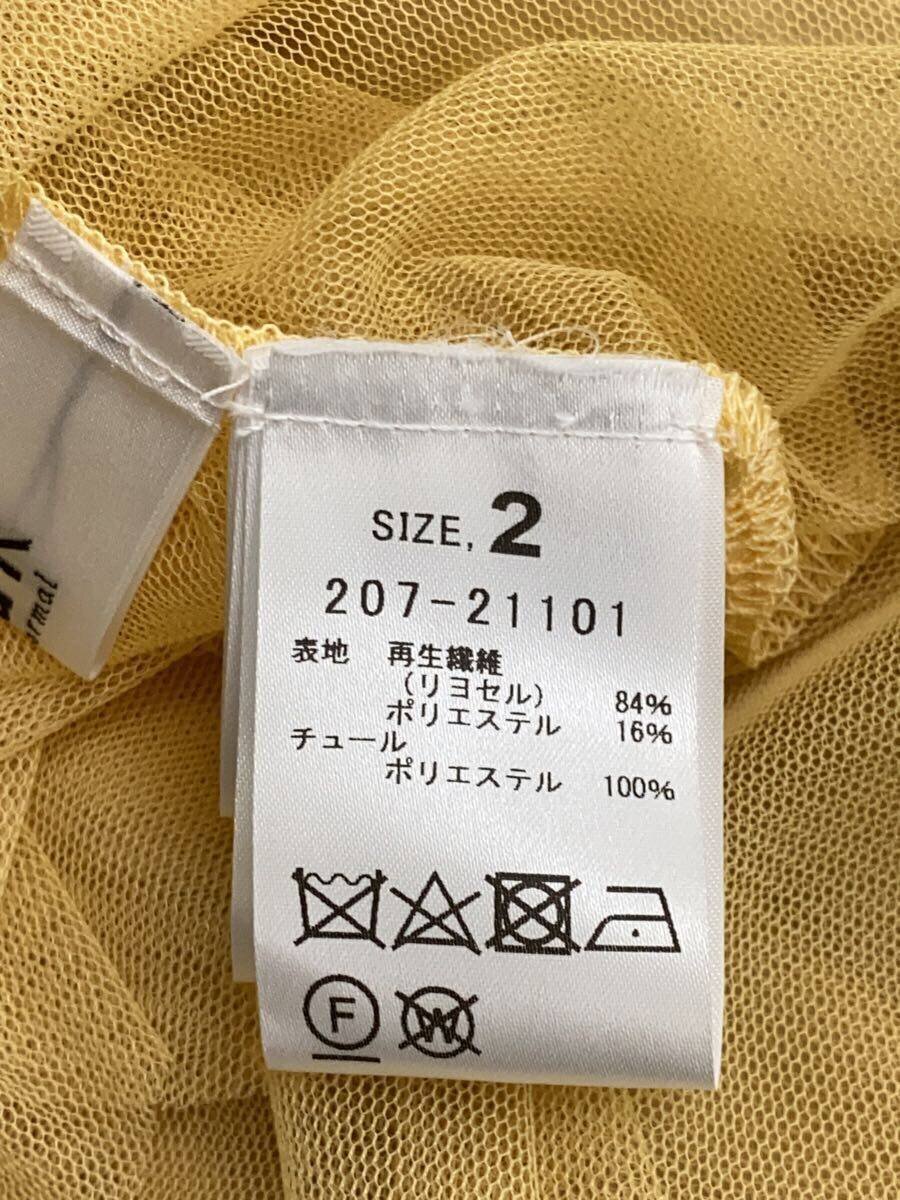 SIZE, 2
207-21101
表地 再生繊維
(リヨセル) 84%
ポリエステル 16%
チュール
ポリエステル 100%
F
W